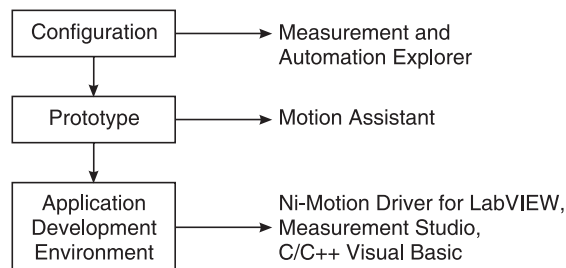 Configuration
Measurement and
Automation Explorer
Prototype
Motion Assistant
Application
Development
Environment
Ni-Motion Driver for LabVIEW,
Measurement Studio,
C/C++ Visual Basic